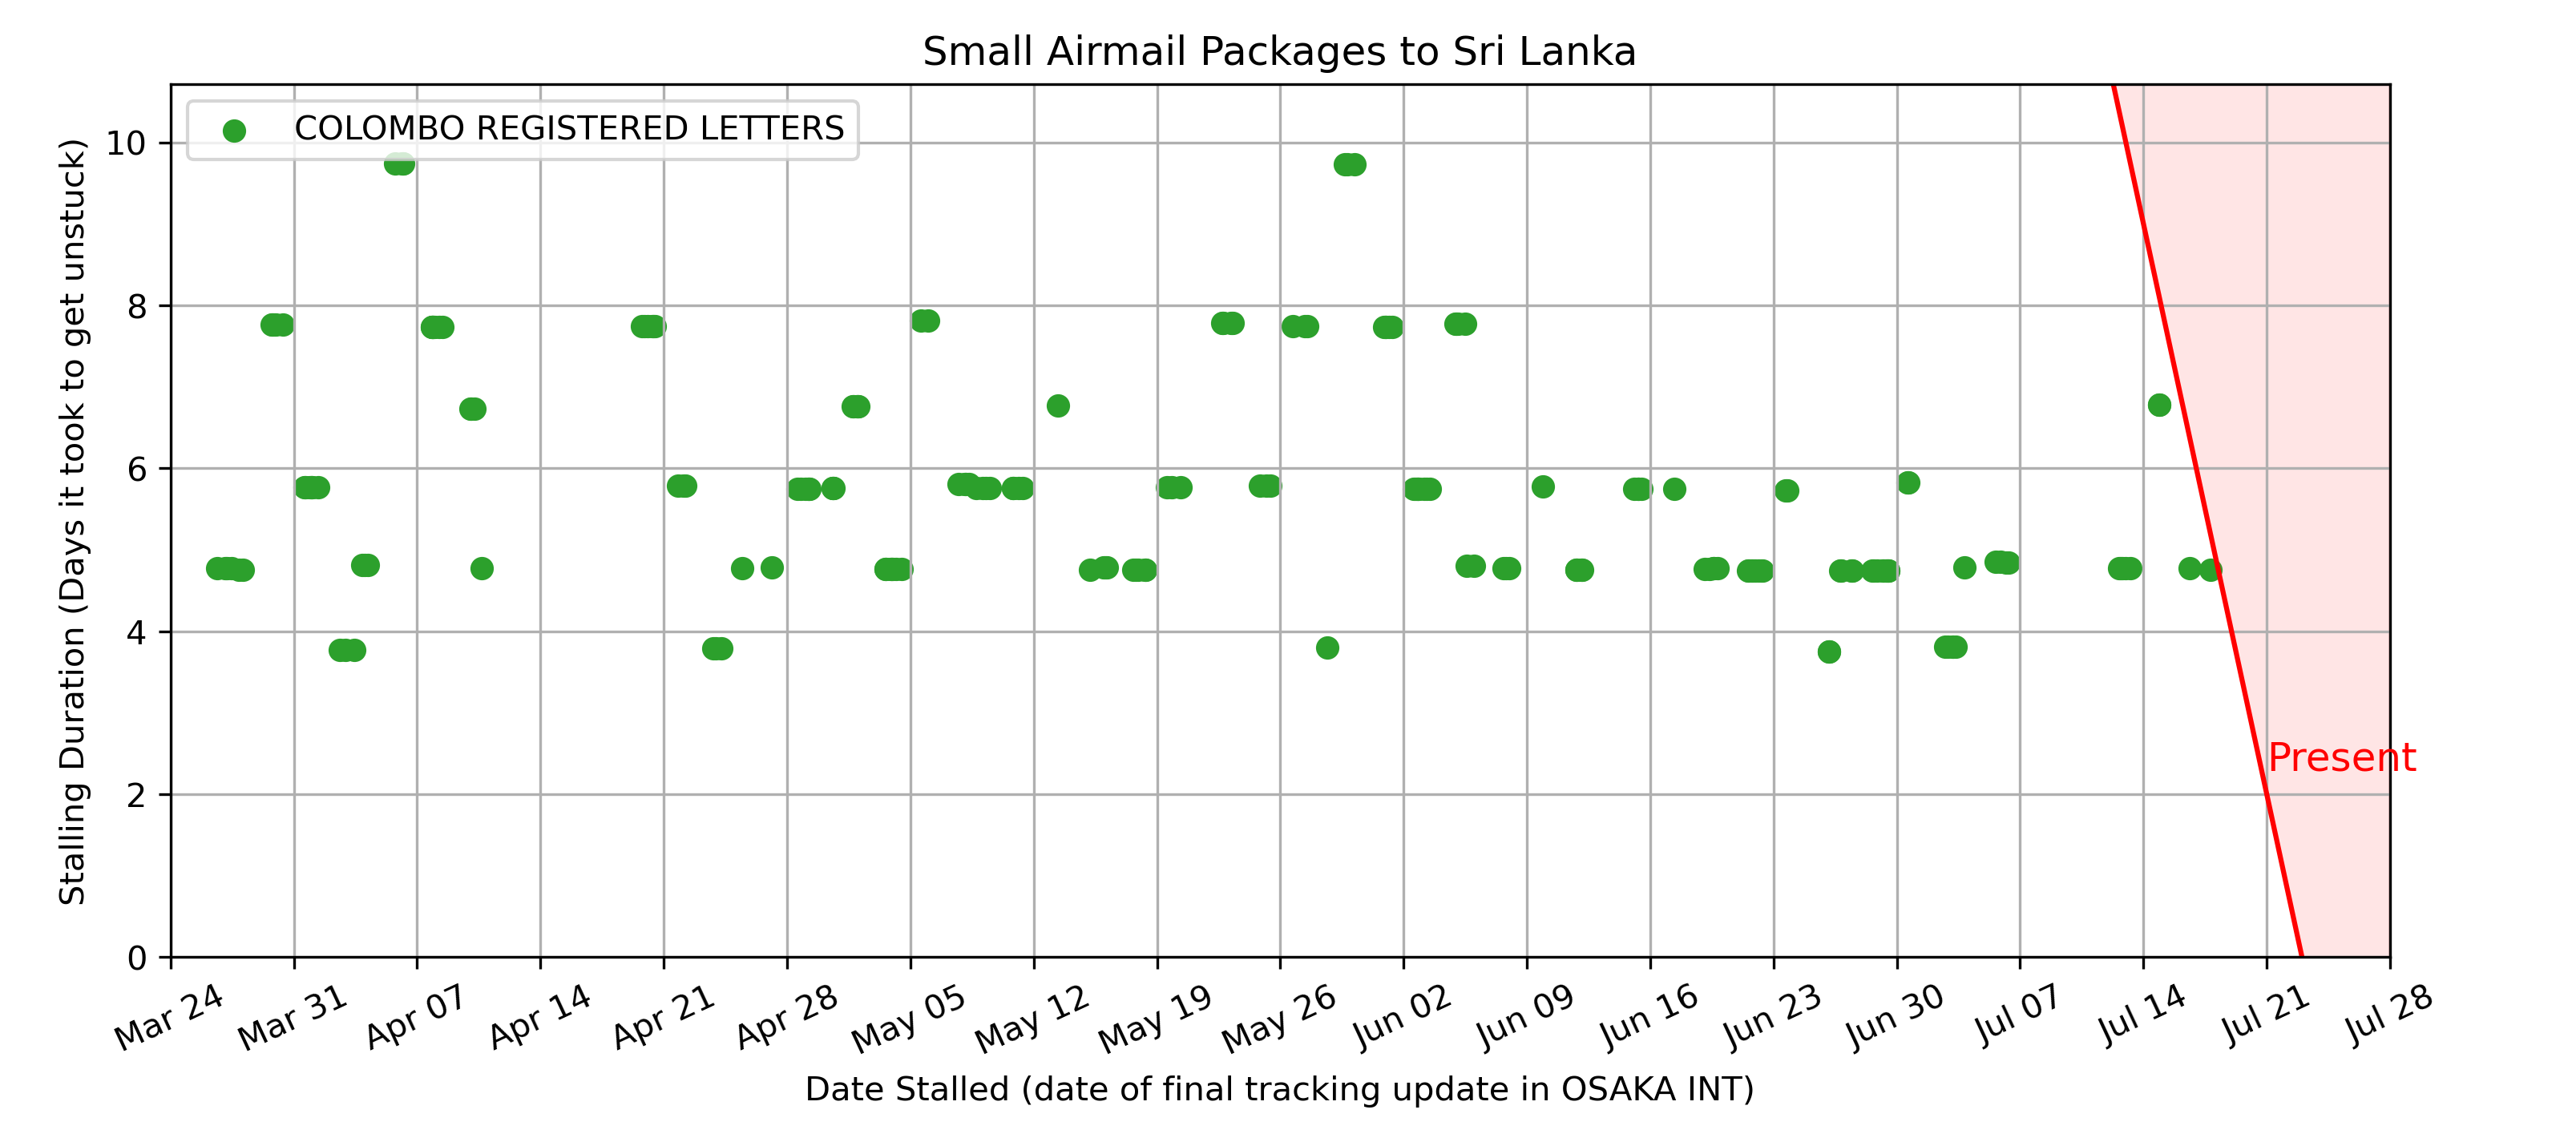 Small Airmail Packages to Sri Lanka
COLOMBO REGISTERED LETTERS
Stalling Duration (Days it took to get unstuck)
10
8
6
4
2
0
Present
Mar 24
Mar 31
Apr 07
Apr 14
Apr 21
Apr 28
May 05
May 12
May 19
May 26
Jun 02
Jun 09
Jun 16
Jun 23
Jun 30
Jul 07
Jul 14
Jul 21
Jul 28
Date Stalled (date of final tracking update in OSAKA INT)